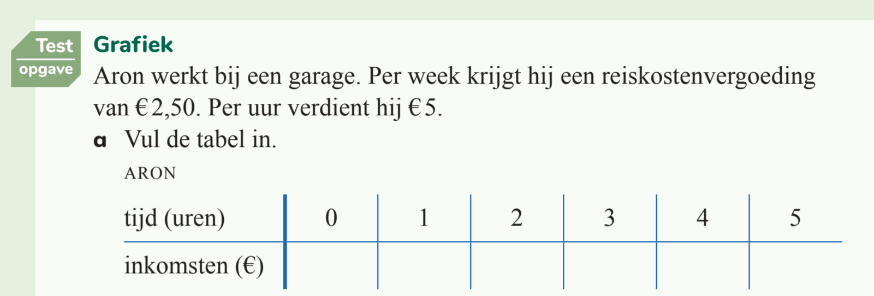 Test
opgave
Grafiek
Aron werkt bij een garage. Per week krijgt hij een reiskostenvergoeding
van € 2,50. Per uur verdient hij € 5.
a Vul de tabel in.
ARON
tijd (uren) 0 1 2 3 4 5
inkomsten (€)